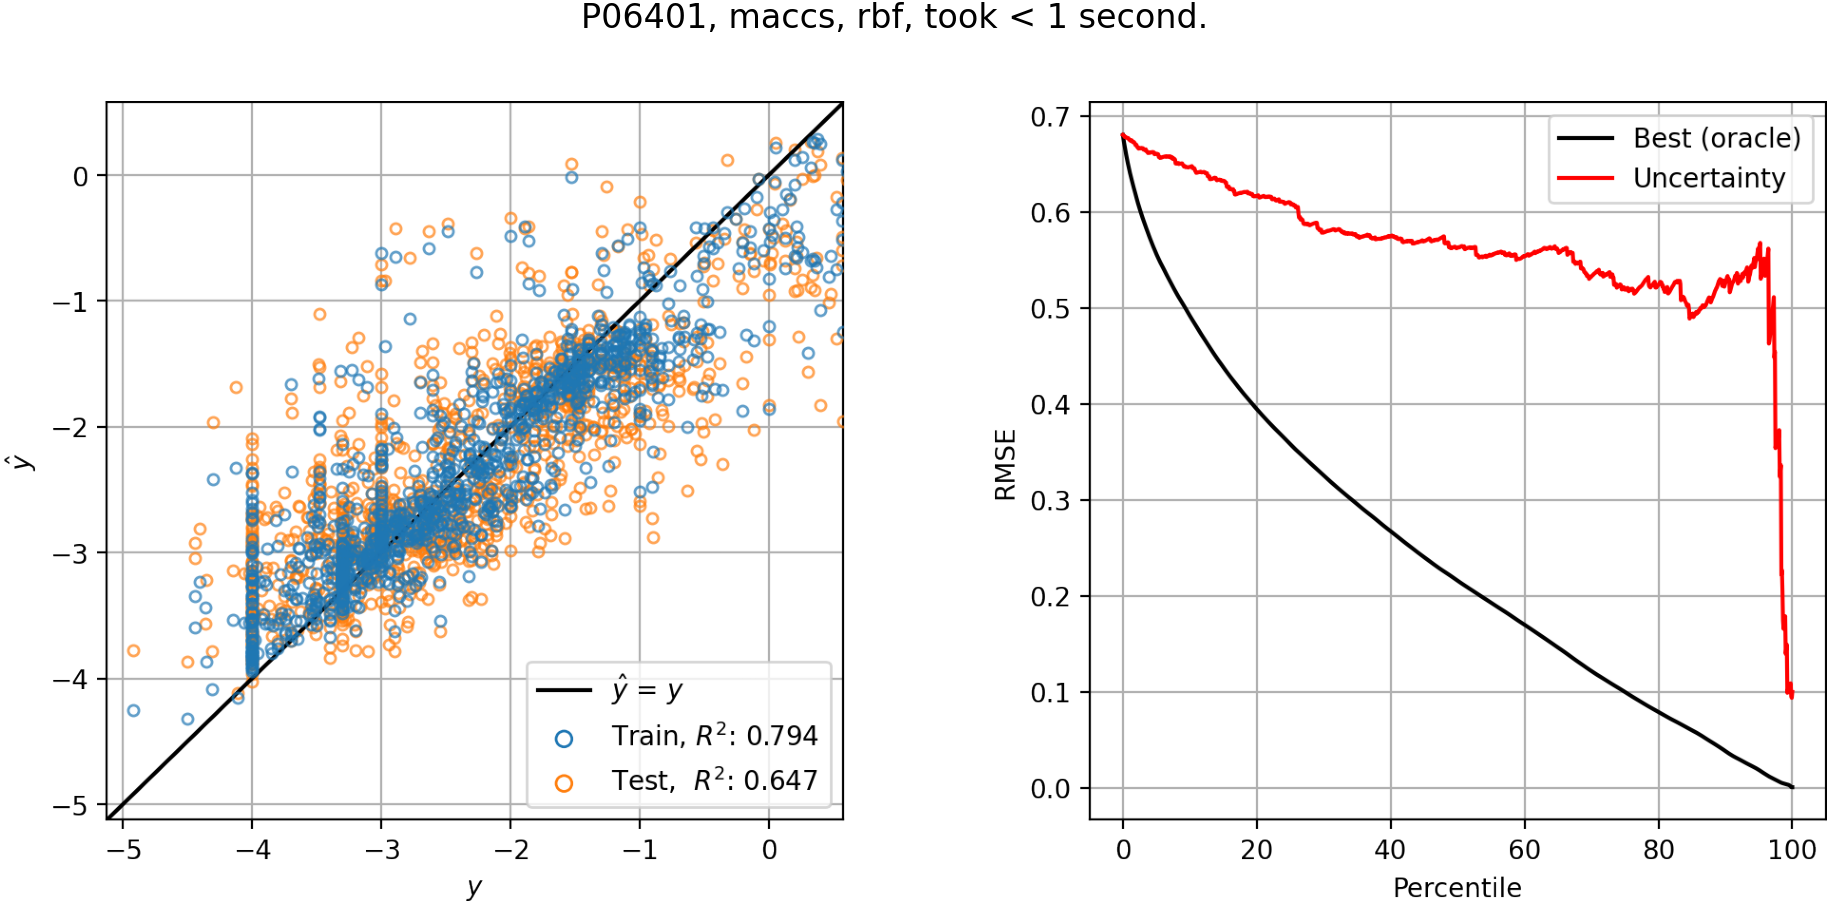 P06401, maccs, rbf, took < 1 second.
0
−1
−2
−3
−4
−5
ŷ
−5 −4 −3 −2 −1 0
y
ŷ = y
Train, R²: 0.794
Test, R²: 0.647
0.7
0.6
0.5
0.4
0.3
0.2
0.1
0.0
RMSE
0 20 40 60 80 100
Percentile
Best (oracle)
Uncertainty